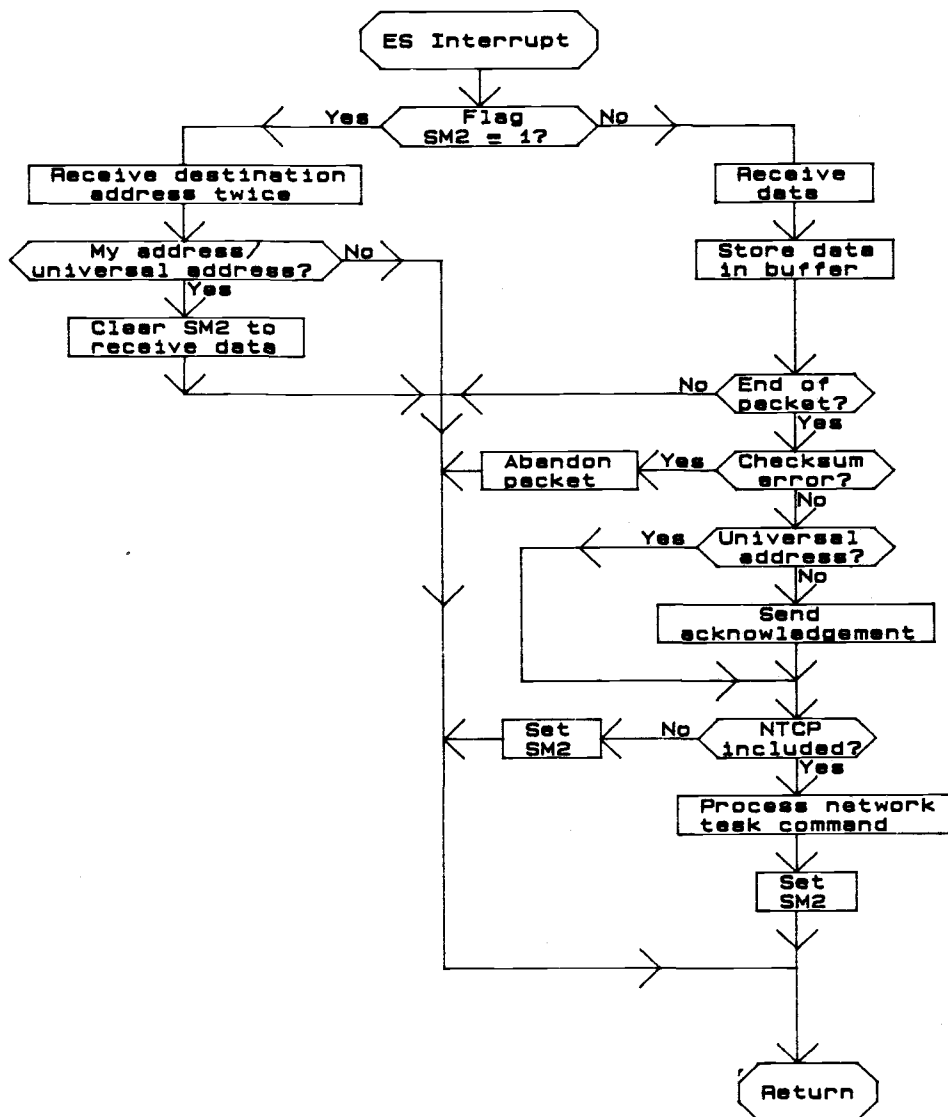 ES Interrupt
Yes
Flag
SM2 = 1?
No
Receive destination
address twice
Receive
data
My address/
universal address?
No
Yes
Store data
in buffer
Clear SM2 to
receive data
No
End of
packet?
Yes
Abandon
packet
Yes
Checksum
error?
No
Yes
Universal
address?
No
Send
acknowledgement
Set
SM2
No
NTCP
included?
Yes
Process network
task command
Set
SM2
Return